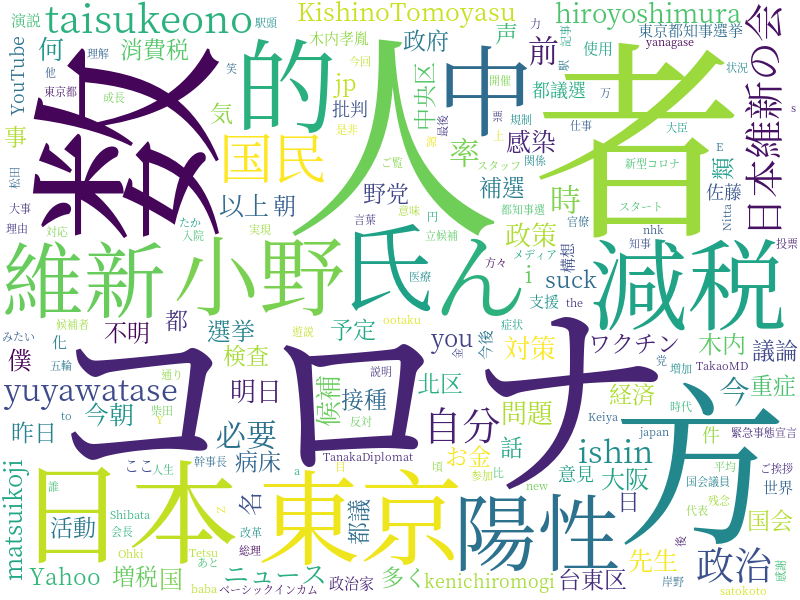 演説
駅頭
taisukeono
KishinoTomoyasu
hiroyoshimura
YouTube
何
理解
消費税
木内孝胤
政府
声
力
記事
駅
東京都知事選挙
yanagase
他
笑
今回
前
使用
状況
東京都
成長
気
jp
批判
中央区
開催
都議選
万
s
数
的
人
中
者
事
是非
最後
票
規制
仕事
大臣
日本維新の会
国民
率
上
感染
E
源
スタッフ
関係
新型コロナ
類
松田
ご覧
補選
佐藤
スタート
大事
以上
朝
野党
時
たか
言葉
意味
都知事選
官僚
Nitta
理由
対応
入院
実現
円
立候補
政策
nhk
知事
投票
維新
小野
氏
ん
減税
メディア
構想
方々
医療
i
suck
支援
the
みたい
候補者
不明
都
遊説
ootaku
症状
僕
化
選挙
予定
you
今後
ワクチン
木内
議論
五輪
検査
金
対策
党
増加
TakaoMD
コロナ
yuyawatase
通り
明日
説明
候補
北区
今
重症
経済
時代
昨日
to
今朝
柴田
Y
必要
反対
接種
自分
問題
件
Keiya
japan
緊急事態宣言
方
matsuikoji
ここ
人生
幹事長
病床
TanakaDiplomat
話
お金
ishin
平均
ご挨拶
誰
a
目
頃
参加
比
意見
大阪
国会議員
世界
日本
東京
陽性
活動
Shibata
Z
名
都議
new
日
代表
残念
会長
改革
国会
Ohki
Tetsu
総理
先生
後
政治
Yahoo
増税
国
あと
ニュース
政治家
多く
kenichiromogi
台東区
岸野
感謝
baba
ベーシックインカム
satokoto